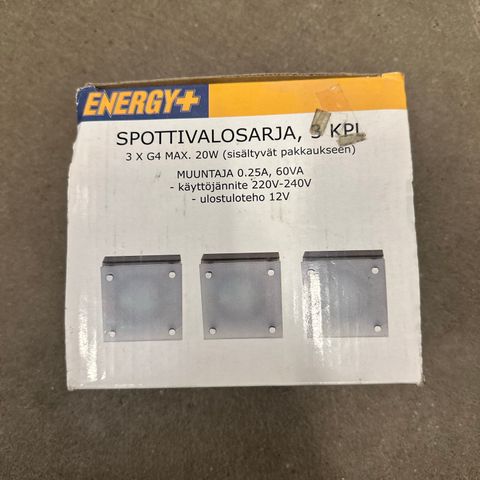 ENERGY+
SPOTTIVALOSARJA, 3 KPL
3 X G4 MAX. 20W (sisältyvät pakkaukseen)
MUUNTAJA 0.25A, 60VA
- käyttöjännite 220V-240V
- ulostuloteho 12V